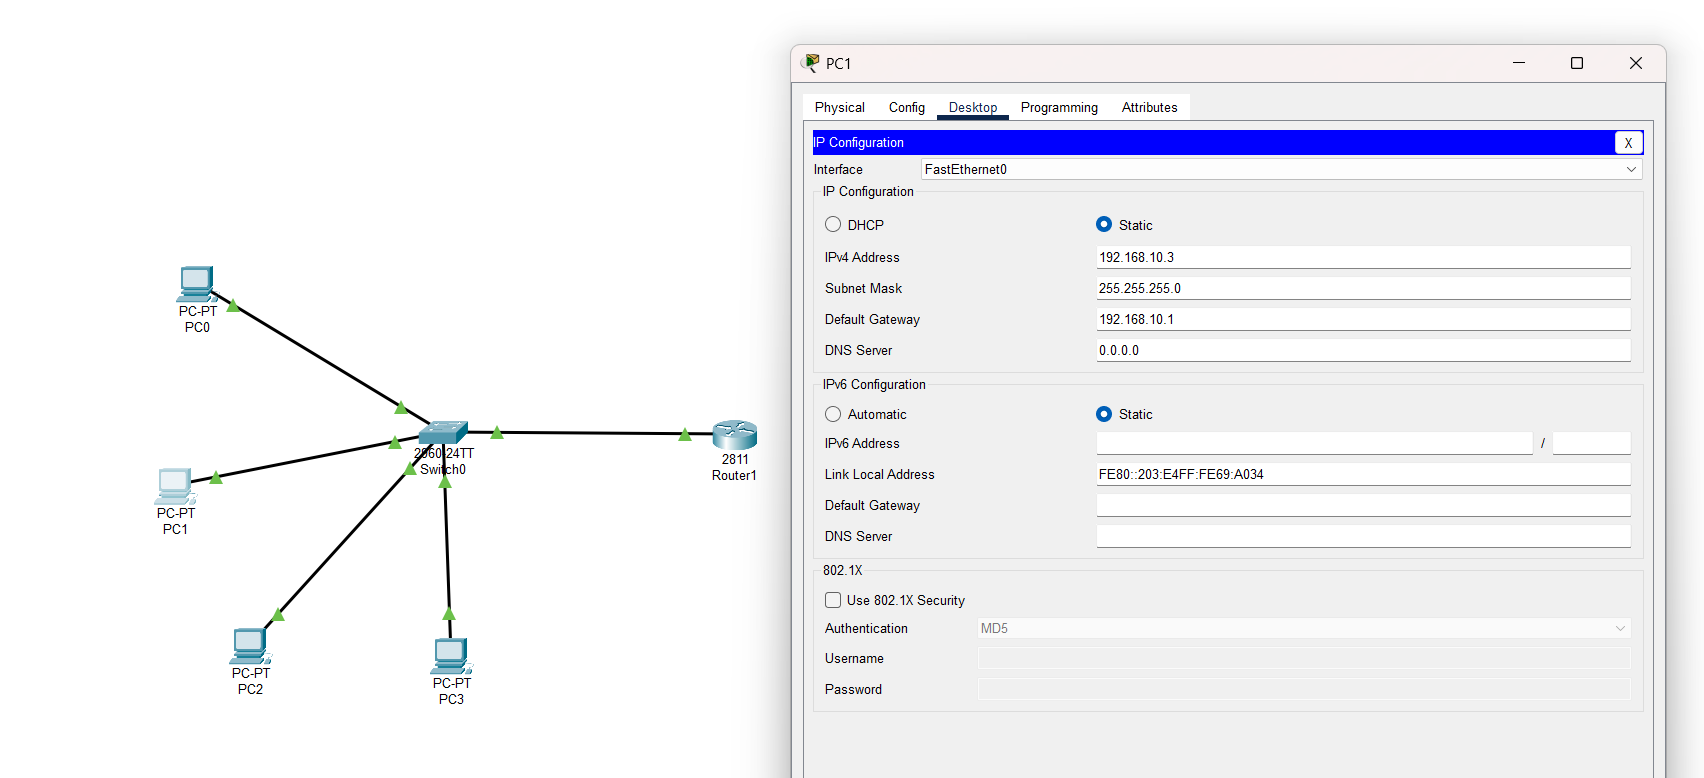 PC-PT
PC0
2960-24TT
Switch0
2811
Router1
PC-PT
PC1
PC-PT
PC2
PC-PT
PC3
PC1
Physical Config Desktop Programming Attributes
IP Configuration X
Interface FastEthernet0
IP Configuration
DHCP Static
IPv4 Address 192.168.10.3
Subnet Mask 255.255.255.0
Default Gateway 192.168.10.1
DNS Server 0.0.0.0
IPv6 Configuration
Automatic Static
IPv6 Address /
Link Local Address FE80::203:E4FF:FE69:A034
Default Gateway
DNS Server
802.1X
Use 802.1X Security
Authentication MD5
Username
Password